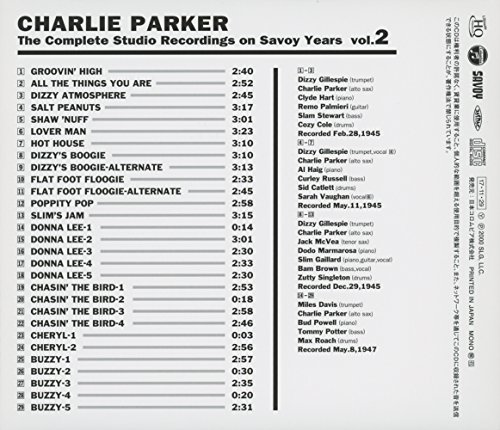 CHARLIE PARKER
The Complete Studio Recordings on Savoy Years vol.2
1 GROOVIN' HIGH 2:40
2 ALL THE THINGS YOU ARE 2:52
3 DIZZY ATMOSPHERE 2:45
4 SALT PEANUTS 3:17
5 SHAW 'NUFF 3:01
6 LOVER MAN 3:23
7 HOT HOUSE 3:10
8 DIZZY'S BOOGIE 3:10
9 DIZZY'S BOOGIE-ALTERNATE 3:11
10 FLAT FOOT FLOOGIE 2:33
11 FLAT FOOT FLOOGIE-ALTERNATE 2:45
12 POPPITY POP 2:58
13 SLIM'S JAM 3:15
14 DONNA LEE-1 0:14
15 DONNA LEE-2 3:01
16 DONNA LEE-3 2:30
17 DONNA LEE-4 2:33
18 DONNA LEE-5 2:30
19 CHASIN' THE BIRD-1 2:53
20 CHASIN' THE BIRD-2 0:18
21 CHASIN' THE BIRD-3 2:58
22 CHASIN' THE BIRD-4 2:46
23 CHERYL-1 0:03
24 CHERYL-2 2:56
25 BUZZY-1 2:57
26 BUZZY-2 0:30
27 BUZZY-3 2:35
28 BUZZY-4 2:20
29 BUZZY-5 2:31
1-3
Dizzy Gillespie (trumpet)
Charlie Parker (alto sax)
Clyde Hart (piano)
Remo Palmieri (guitar)
Slam Stewart (bass)
Cozy Cole (drums)
Recorded Feb.28,1945
4-7
Dizzy Gillespie (trumpet,vocal 4)
Charlie Parker (alto sax)
Al Haig (piano)
Curley Russell (bass)
Sid Catlett (drums)
Sarah Vaughan (vocal 6)
Recorded May.11,1945
8-13
Dizzy Gillespie (trumpet)
Charlie Parker (alto sax)
Jack McVea (tenor sax)
Dodo Marmarosa (piano)
Slim Gaillard (piano,guitar,vocal)
Bam Brown (bass,vocal)
Zutty Singleton (drums)
Recorded Dec.29,1945
14-29
Miles Davis (trumpet)
Charlie Parker (alto sax)
Bud Powell (piano)
Tommy Potter (bass)
Max Roach (drums)
Recorded May.8,1947
HQ
SAVOY
17・11・29 Ⓨ
℗ 2000 SLG, LLC.
発売元：日本コロムビア株式会社 PRINTED IN JAPAN MONO